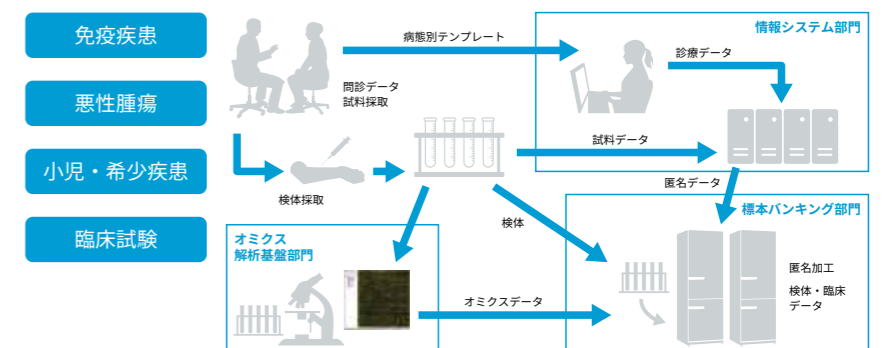 免疫疾患
悪性腫瘍
小児・希少疾患
臨床試験
病態別テンプレート
問診データ
試料採取
検体採取
情報システム部門
診療データ
試料データ
匿名データ
検体
標本バンキング部門
匿名加工
検体・臨床
データ
オミクス
解析基盤部門
オミクスデータ